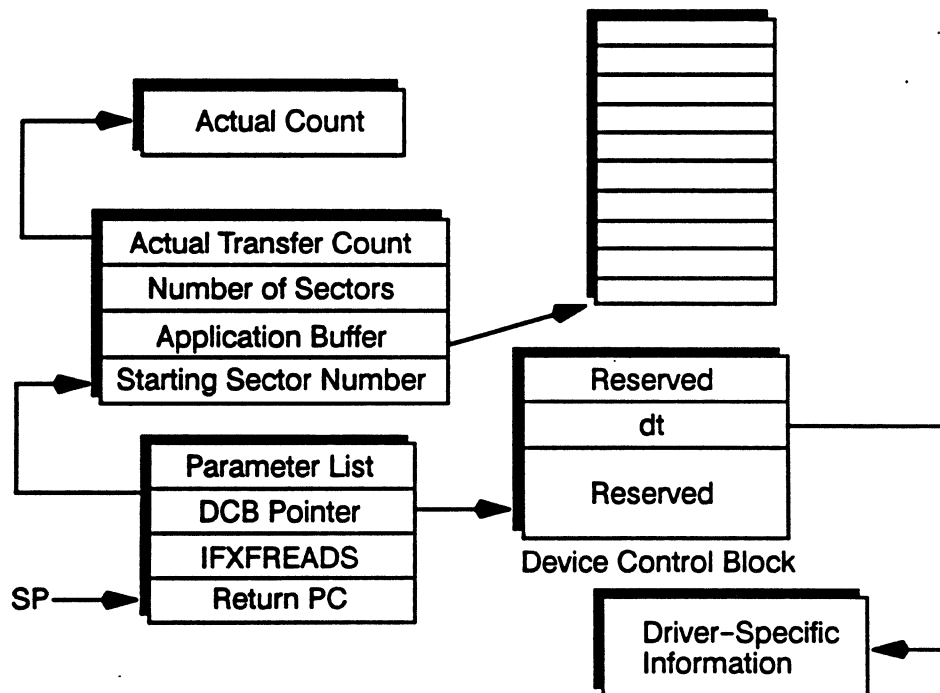 Actual Count
Actual Transfer Count
Number of Sectors
Application Buffer
Starting Sector Number
Reserved
dt
Reserved
Device Control Block
Parameter List
DCB Pointer
IFXFREADS
Return PC
SP
Driver-Specific
Information